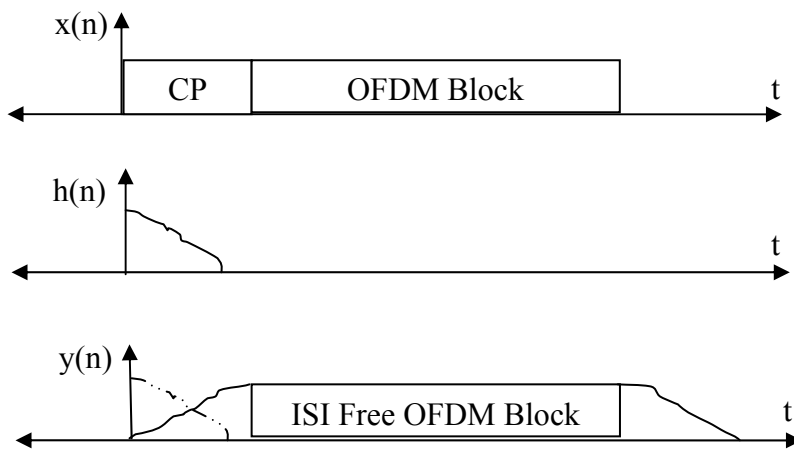 x(n)
CP
OFDM Block
t
h(n)
t
y(n)
ISI Free OFDM Block
t